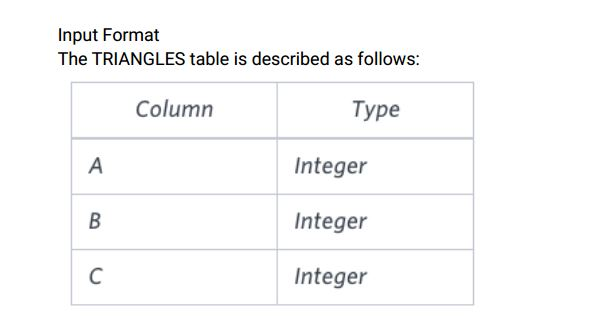 Input Format
The TRIANGLES table is described as follows:
Column Type
A Integer
B Integer
C Integer